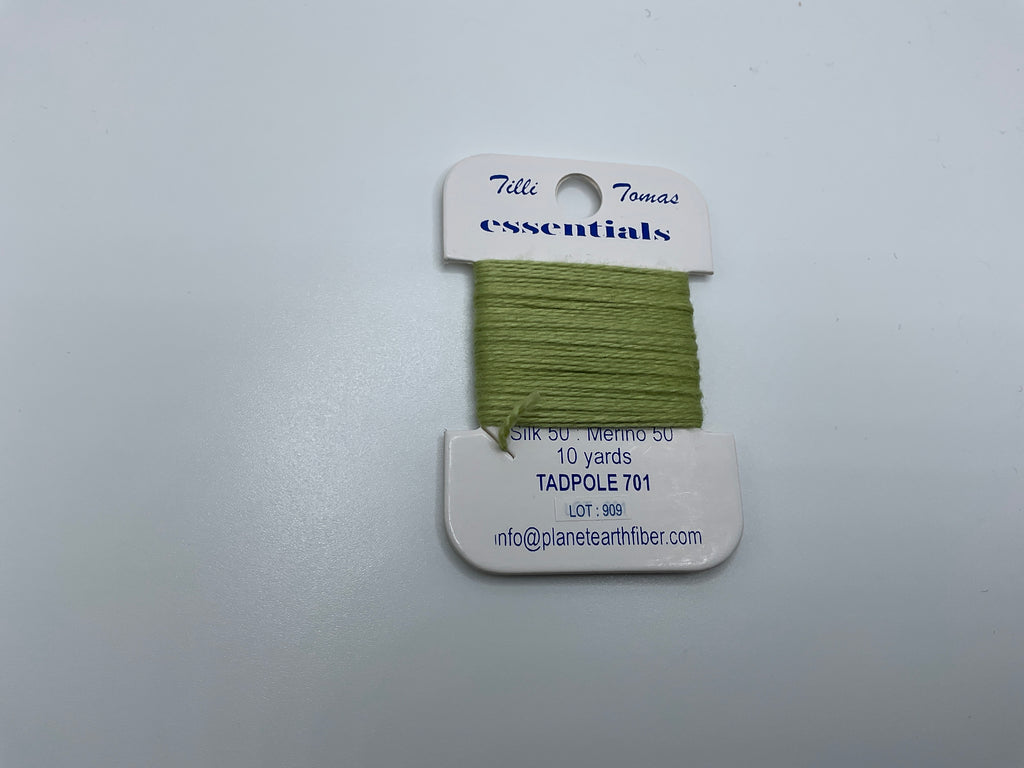 Tilli Tomas
essentials
Silk 50 : Merino 50
10 yards
TADPOLE 701
LOT : 909
info@planetearthfiber.com